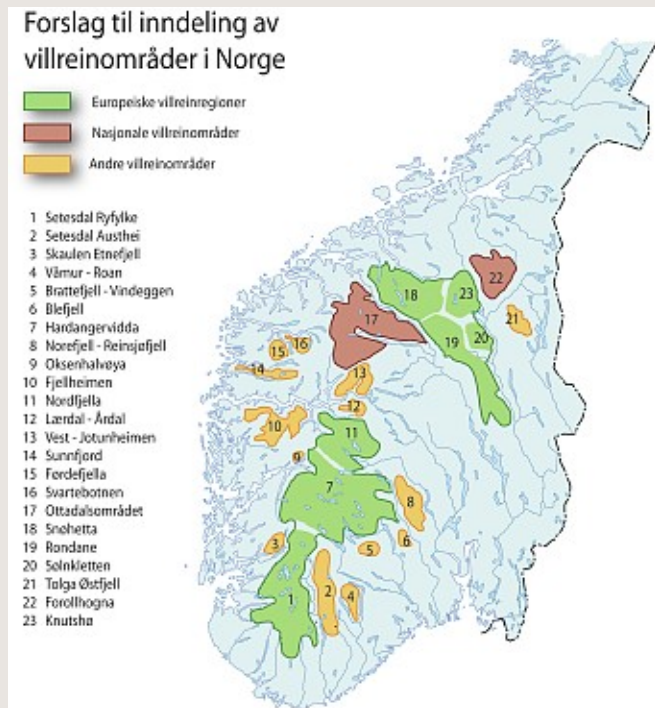 Forslag til inndeling av
villreinområder i Norge
Europeiske villreinregioner
Nasjonale villreinområder
Andre villreinområder
1 Setesdal Ryfylke
2 Setesdal Austhei
3 Skaulen Etnefjell
4 Våmur - Roan
5 Brattefjell - Vindeggen
6 Blefjell
7 Hardangervidda
8 Norefjell - Reinsjøfjell
9 Oksenhalvøya
10 Fjellheimen
11 Nordfjella
12 Lærdal - Årdal
13 Vest - Jotunheimen
14 Sunnfjord
15 Førdefjella
16 Svartebotnen
17 Ottadalsområdet
18 Snøhetta
19 Rondane
20 Sølnkletten
21 Tolga Østfjell
22 Forollhogna
23 Knutshø
22
18
23
17
21
20
19
16
15
14
13
12
10
11
9
7
8
6
3
5
2
4
1